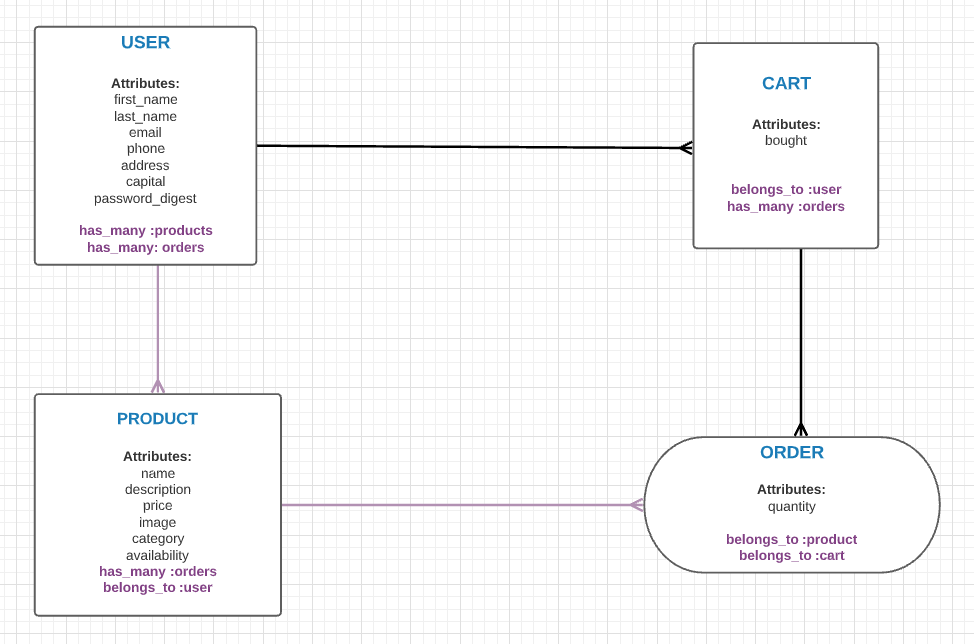 USER
Attributes:
first_name
last_name
email
phone
address
capital
password_digest
has_many :products
has_many: orders
CART
Attributes:
bought
belongs_to :user
has_many :orders
PRODUCT
Attributes:
name
description
price
image
category
availability
has_many :orders
belongs_to :user
ORDER
Attributes:
quantity
belongs_to :product
belongs_to :cart